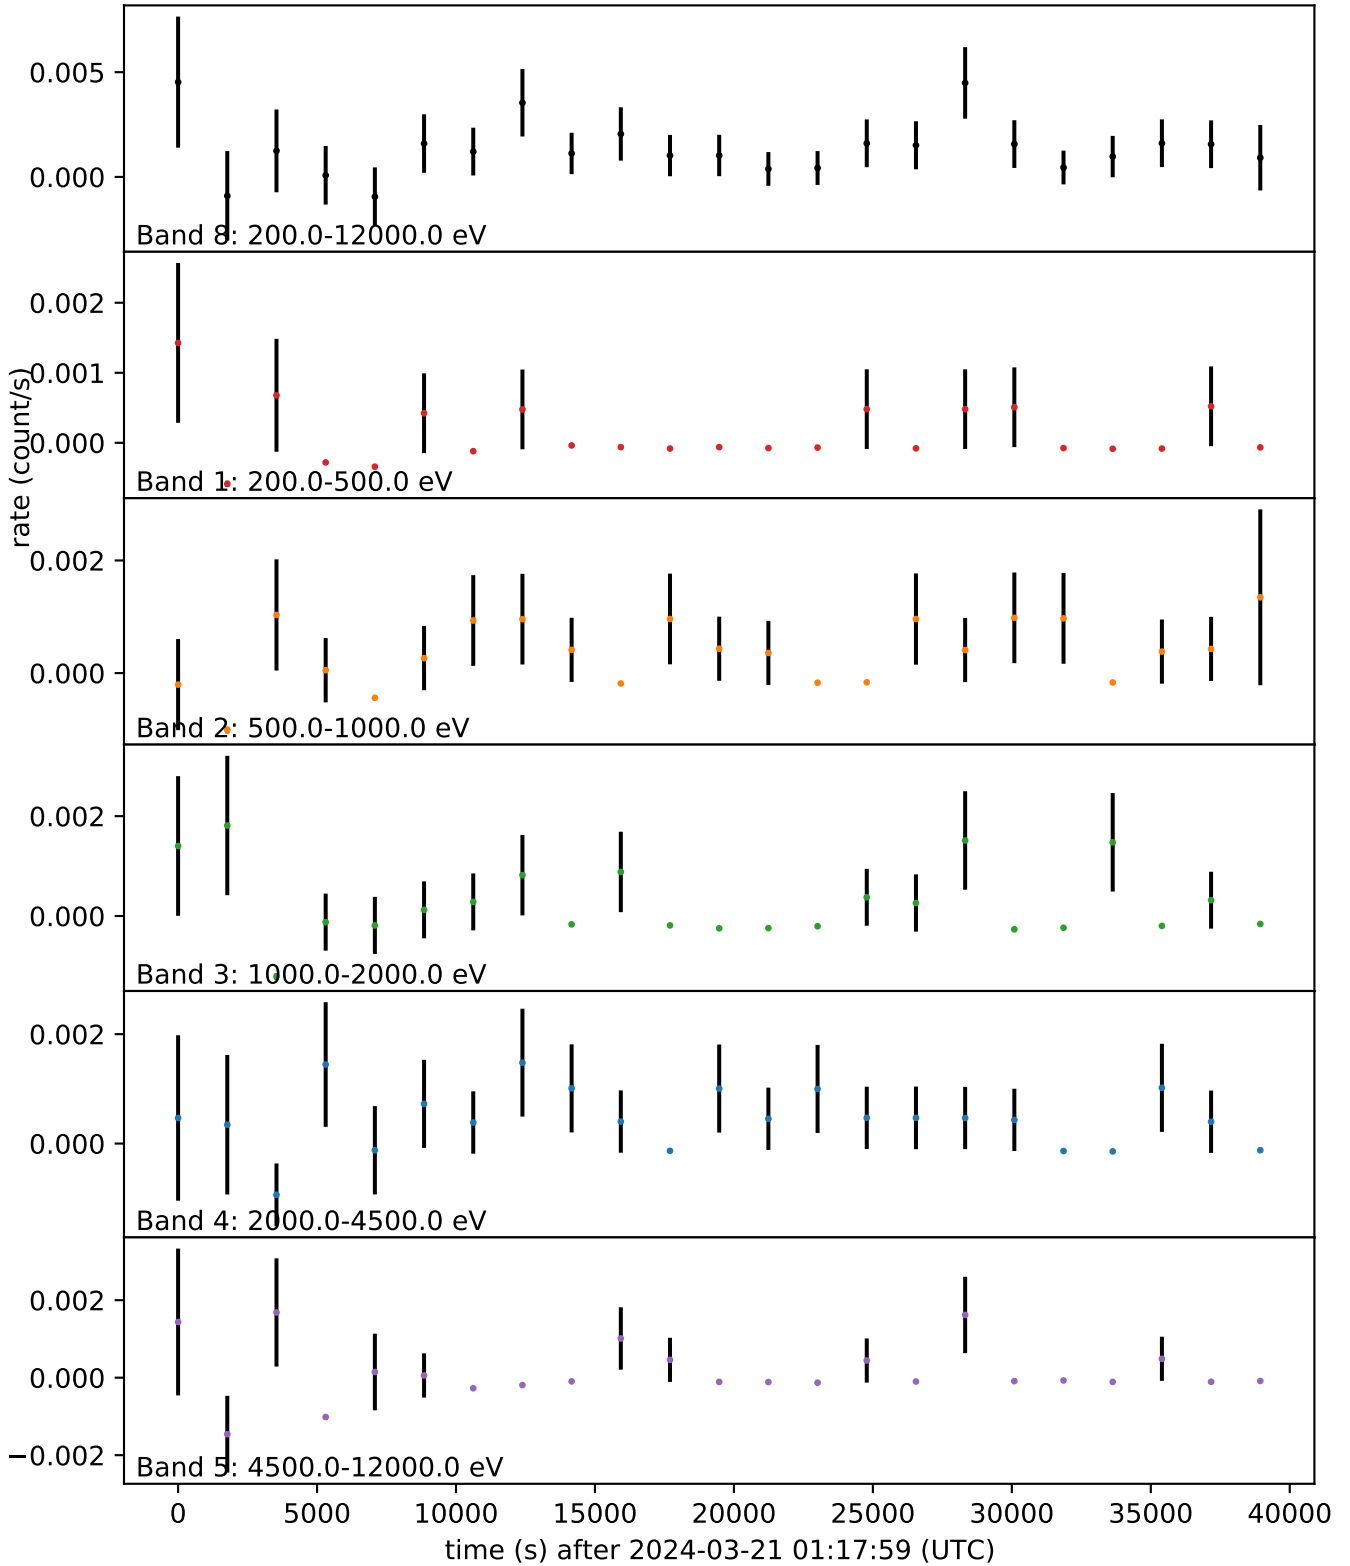 0.005
0.000
Band 8: 200.0-12000.0 eV
0.002
0.001
0.000
Band 1: 200.0-500.0 eV
rate (count/s)
0.002
0.000
Band 2: 500.0-1000.0 eV
0.002
0.000
Band 3: 1000.0-2000.0 eV
0.002
0.000
Band 4: 2000.0-4500.0 eV
0.002
0.000
−0.002
Band 5: 4500.0-12000.0 eV
0 5000 10000 15000 20000 25000 30000 35000 40000
time (s) after 2024-03-21 01:17:59 (UTC)